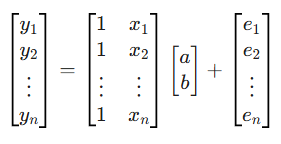 y₁ = 1 x₁ a + e₁
y₂ 1 x₂ b e₂
⋮ ⋮ ⋮ ⋮
yₙ 1 xₙ eₙ